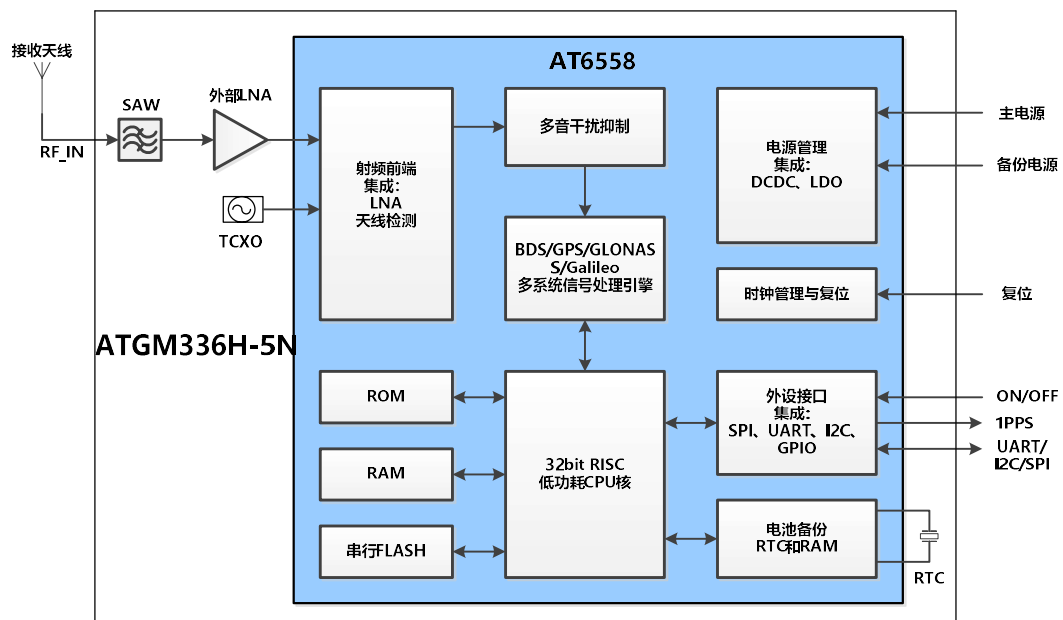 AT6558
接收天线
SAW
外部LNA
RF_IN
TCXO
射频前端
集成：
LNA
天线检测
多音干扰抑制
BDS/GPS/GLONAS
S/Galileo
多系统信号处理引擎
电源管理
集成：
DCDC、LDO
主电源
备份电源
时钟管理与复位
复位
ATGM336H-5N
ROM
RAM
串行FLASH
32bit RISC
低功耗CPU核
外设接口
集成：
SPI、UART、I2C、
GPIO
ON/OFF
1PPS
UART/
I2C/SPI
电池备份
RTC和RAM
RTC